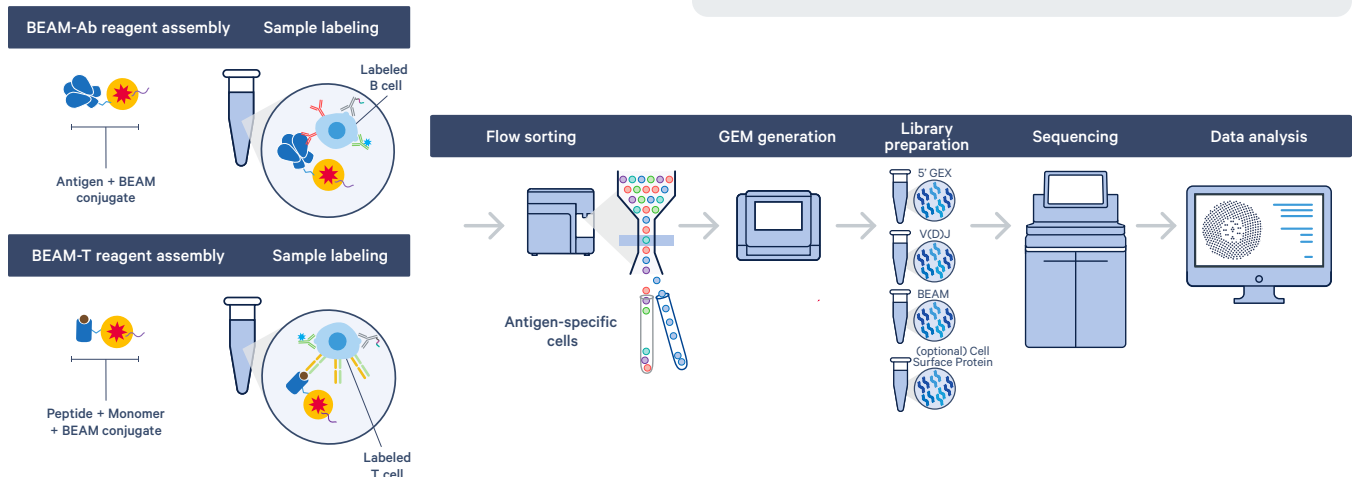 BEAM-Ab reagent assembly
Sample labeling
Labeled
B cell
Antigen + BEAM
conjugate
BEAM-T reagent assembly
Sample labeling
Peptide + Monomer
+ BEAM conjugate
Labeled
T cell
Flow sorting
GEM generation
Library
preparation
Sequencing
Data analysis
Antigen-specific
cells
5' GEX
V(D)J
BEAM
(optional) Cell
Surface Protein